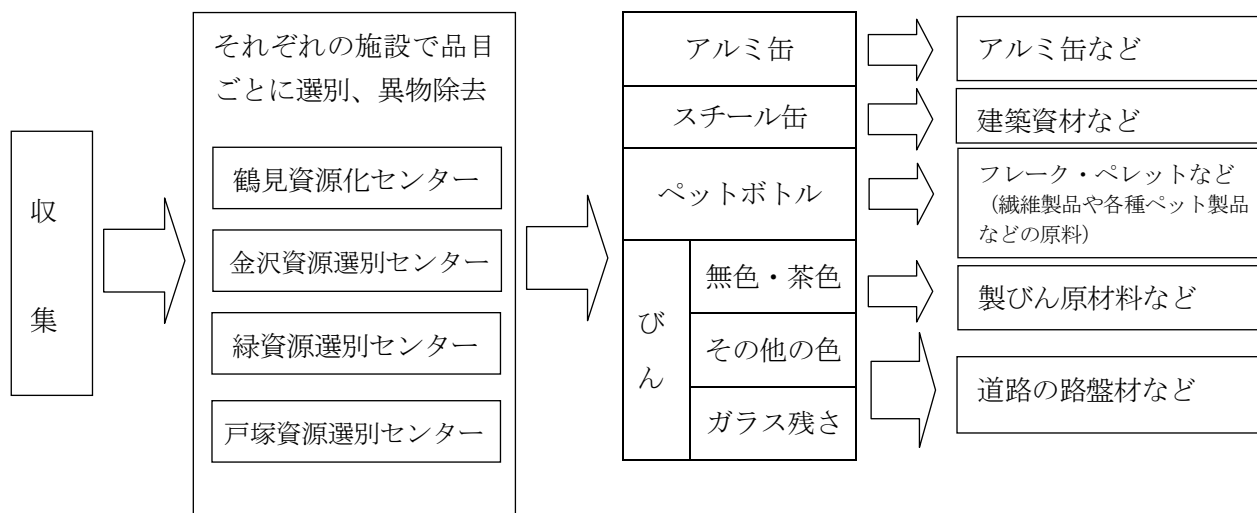 収
集
それぞれの施設で品目
ごとに選別、異物除去
鶴見資源化センター
金沢資源選別センター
緑資源選別センター
戸塚資源選別センター
アルミ缶
スチール缶
ペットボトル
び
ん
無色・茶色
その他の色
ガラス残さ
アルミ缶など
建築資材など
フレーク・ペレットなど
（繊維製品や各種ペット製品
などの原料）
製びん原材料など
道路の路盤材など